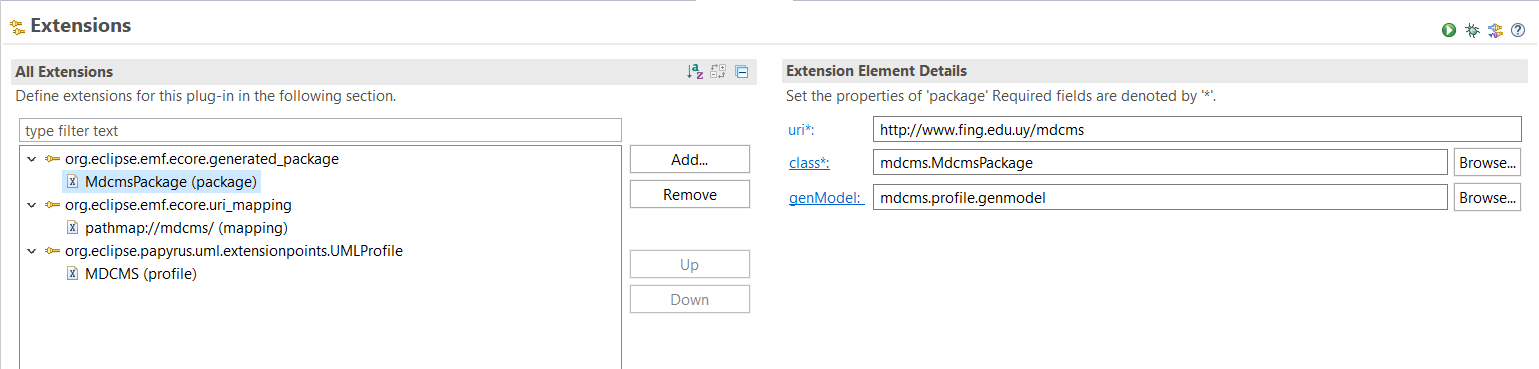 Extensions
All Extensions
Define extensions for this plug-in in the following section.
type filter text
org.eclipse.emf.ecore.generated_package
MdcmsPackage (package)
org.eclipse.emf.ecore.uri_mapping
pathmap://mdcms/ (mapping)
org.eclipse.papyrus.uml.extensionpoints.UMLProfile
MDCMS (profile)
Add...
Remove
Up
Down
Extension Element Details
Set the properties of 'package' Required fields are denoted by '*'.
uri*: http://www.fing.edu.uy/mdcms
class*: mdcms.MdcmsPackage Browse...
genModel: mdcms.profile.genmodel Browse...